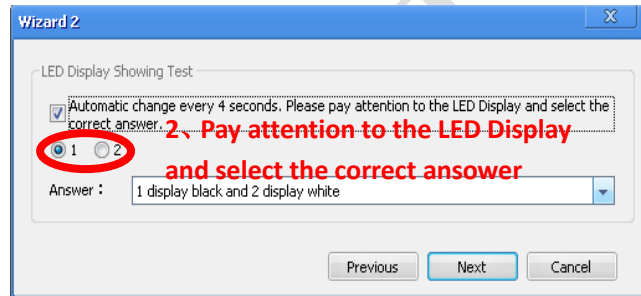 Wizard 2
X
LED Display Showing Test
Automatic change every 4 seconds. Please pay attention to the LED Display and select the
correct answer.
2、Pay attention to the LED Display
1 2
and select the correct ansower
Answer： 1 display black and 2 display white
Previous Next Cancel